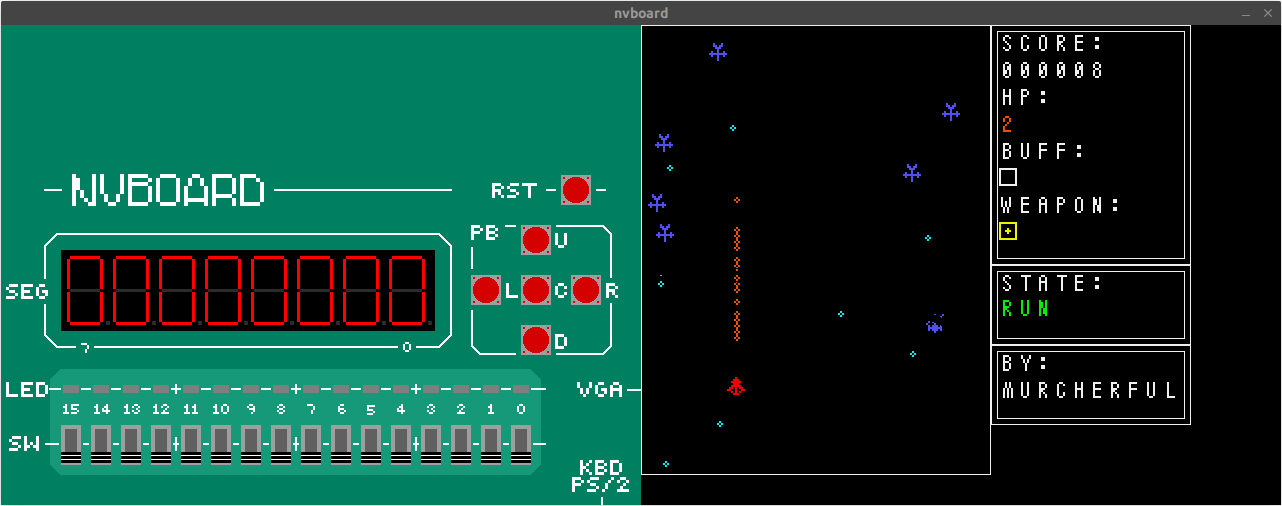 nvboard
NVBOARD
RST
PB
U
L
C
R
D
SEG
00000000
7
0
LED
15 14 13 12 11 10 9 8 7 6 5 4 3 2 1 0
SW
VGA
KBD
PS/2
SCORE:
000008
HP:
2
BUFF:
WEAPON:
STATE:
RUN
BY:
MURCHERFUL